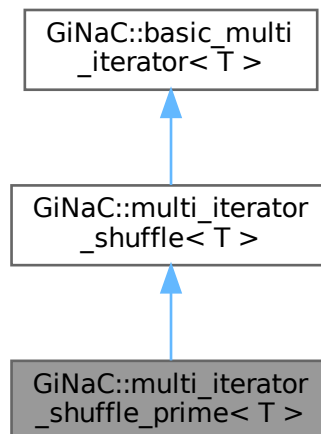 GiNaC::basic_multi
_iterator< T >
GiNaC::multi_iterator
_shuffle< T >
GiNaC::multi_iterator
_shuffle_prime< T >